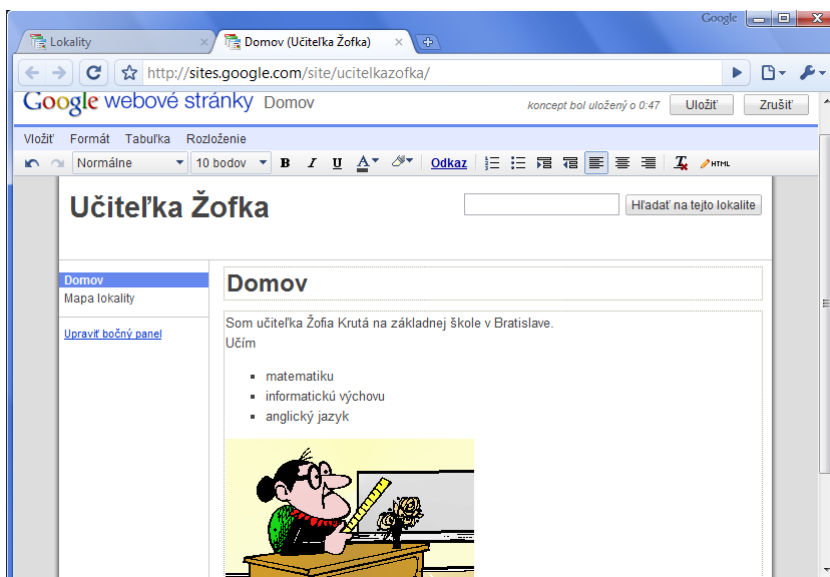 Google
Lokality
Domov (Učiteľka Žofka)
http://sites.google.com/site/ucitelkazofka/
Google webové stránky Domov
koncept bol uložený o 0:47 Uložiť Zrušiť
Vložiť Formát Tabuľka Rozloženie
Normálne 10 bodov B I U A Odkaz T HTML
Učiteľka Žofka
Hľadať na tejto lokalite
Domov
Mapa lokality
Upraviť bočný panel
Domov
Som učiteľka Žofia Krutá na základnej škole v Bratislave.
Učím
matematiku
informatickú výchovu
anglický jazyk